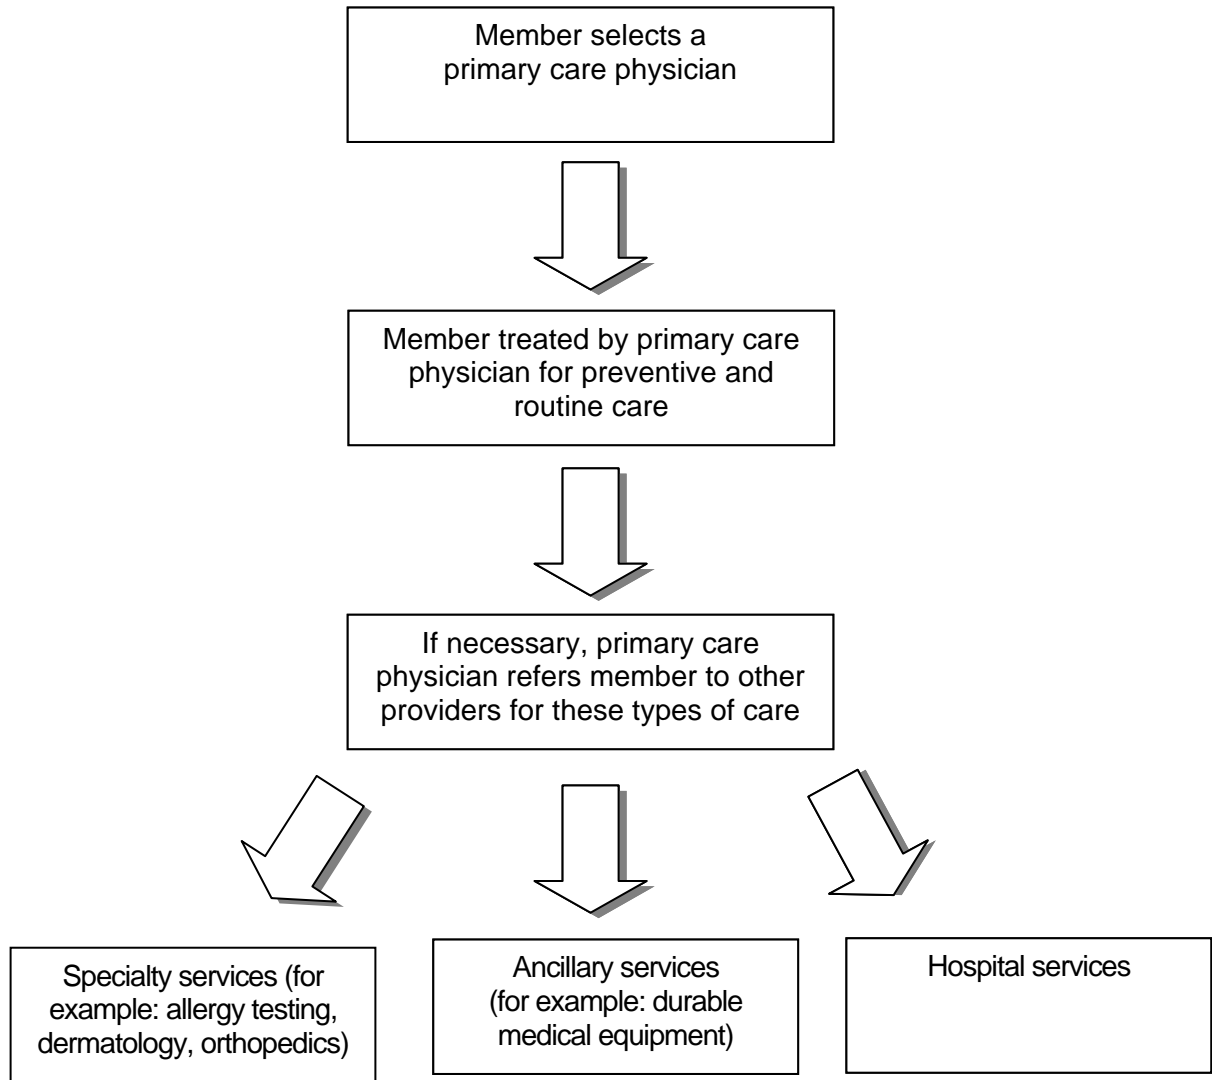 Member selects a
primary care physician
Member treated by primary care
physician for preventive and
routine care
If necessary, primary care
physician refers member to other
providers for these types of care
Specialty services (for
example: allergy testing,
dermatology, orthopedics)
Ancillary services
(for example: durable
medical equipment)
Hospital services